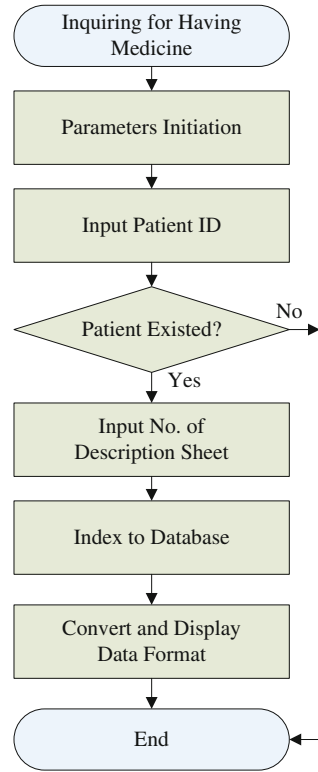 Inquiring for Having
Medicine
Parameters Initiation
Input Patient ID
Patient Existed?
No
Yes
Input No. of
Description Sheet
Index to Database
Convert and Display
Data Format
End